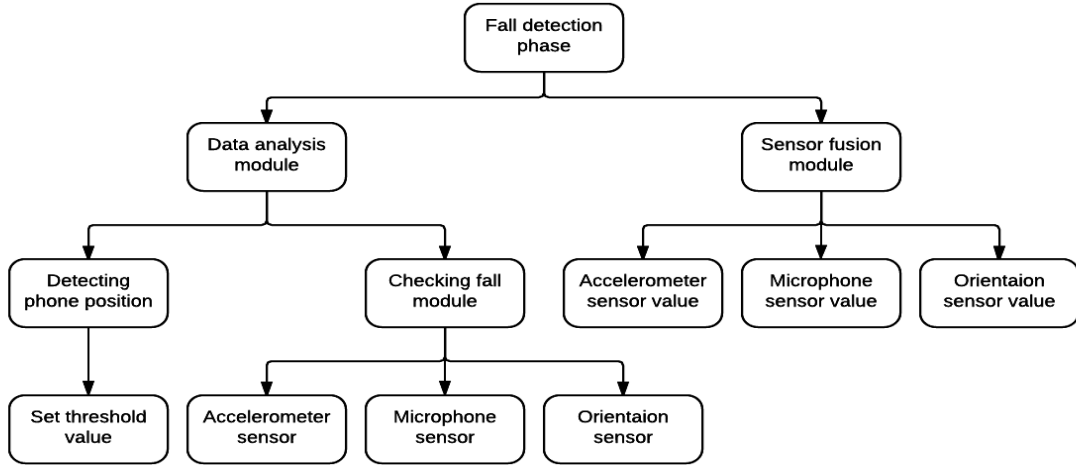 Fall detection
phase
Data analysis
module
Sensor fusion
module
Detecting
phone position
Checking fall
module
Accelerometer
sensor value
Microphone
sensor value
Orientaion
sensor value
Set threshold
value
Accelerometer
sensor
Microphone
sensor
Orientaion
sensor